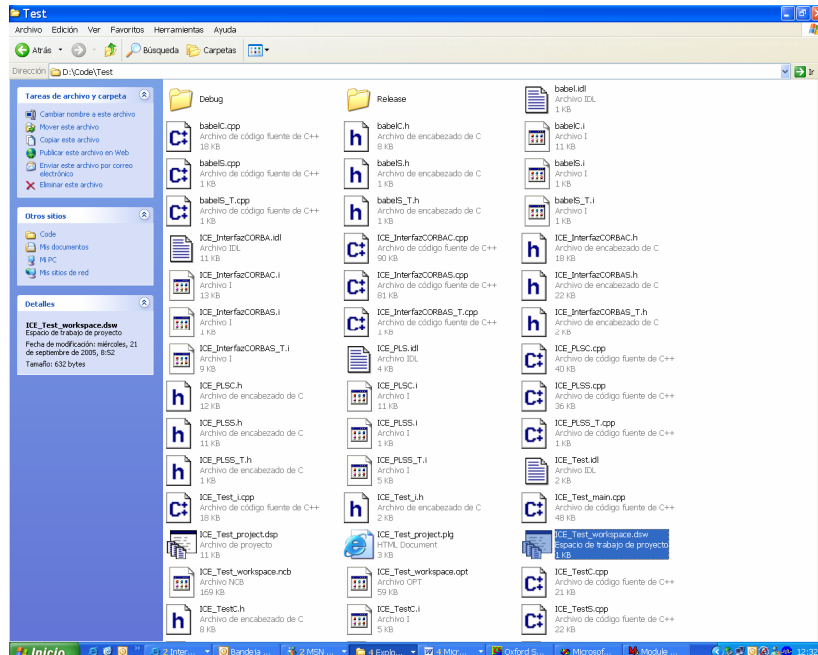 Test
Archivo Edición Ver Favoritos Herramientas Ayuda
Atrás Búsqueda Carpetas
Dirección D:\Code\Test Ir
Tareas de archivo y carpeta
Cambiar nombre a este archivo
Mover este archivo
Copiar este archivo
Publicar este archivo en Web
Enviar este archivo por correo
electrónico
Eliminar este archivo
Otros sitios
Code
Mis documentos
Mi PC
Mis sitios de red
Detalles
ICE_Test_workspace.dsw
Espacio de trabajo de proyecto
Fecha de modificación: miércoles, 21
de septiembre de 2005, 8:52
Tamaño: 632 bytes
Debug
Release
babel.idl
Archivo IDL
1 KB
babelC.cpp
Archivo de código fuente de C++
18 KB
babelC.h
Archivo de encabezado de C
8 KB
babelC.i
Archivo I
11 KB
babelS.cpp
Archivo de código fuente de C++
1 KB
babelS.h
Archivo de encabezado de C
1 KB
babelS.i
Archivo I
1 KB
babelS_T.cpp
Archivo de código fuente de C++
1 KB
babelS_T.h
Archivo de encabezado de C
1 KB
babelS_T.i
Archivo I
1 KB
ICE_InterfazCORBA.idl
Archivo IDL
11 KB
ICE_InterfazCORBAC.cpp
Archivo de código fuente de C++
90 KB
ICE_InterfazCORBAC.h
Archivo de encabezado de C
18 KB
ICE_InterfazCORBAC.i
Archivo I
13 KB
ICE_InterfazCORBAS.cpp
Archivo de código fuente de C++
81 KB
ICE_InterfazCORBAS.h
Archivo de encabezado de C
22 KB
ICE_InterfazCORBAS.i
Archivo I
1 KB
ICE_InterfazCORBAS_T.cpp
Archivo de código fuente de C++
1 KB
ICE_InterfazCORBAS_T.h
Archivo de encabezado de C
2 KB
ICE_InterfazCORBAS_T.i
Archivo I
9 KB
ICE_PLS.idl
Archivo IDL
4 KB
ICE_PLSC.cpp
Archivo de código fuente de C++
40 KB
ICE_PLSC.h
Archivo de encabezado de C
12 KB
ICE_PLSC.i
Archivo I
11 KB
ICE_PLSS.cpp
Archivo de código fuente de C++
36 KB
ICE_PLSS.h
Archivo de encabezado de C
11 KB
ICE_PLSS.i
Archivo I
1 KB
ICE_PLSS_T.cpp
Archivo de código fuente de C++
1 KB
ICE_PLSS_T.h
Archivo de encabezado de C
1 KB
ICE_PLSS_T.i
Archivo I
5 KB
ICE_Test.idl
Archivo IDL
2 KB
ICE_Test_i.cpp
Archivo de código fuente de C++
18 KB
ICE_Test_i.h
Archivo de encabezado de C
2 KB
ICE_Test_main.cpp
Archivo de código fuente de C++
48 KB
ICE_Test_project.dsp
Archivo de proyecto
11 KB
ICE_Test_project.plg
HTML Document
3 KB
ICE_Test_workspace.dsw
Espacio de trabajo de proyecto
1 KB
ICE_Test_workspace.ncb
Archivo NCB
169 KB
ICE_Test_workspace.opt
Archivo OPT
59 KB
ICE_TestC.cpp
Archivo de código fuente de C++
21 KB
ICE_TestC.h
Archivo de encabezado de C
8 KB
ICE_TestC.i
Archivo I
5 KB
ICE_TestS.cpp
Archivo de código fuente de C++
22 KB
Inicio 2 Inter... Bandeja ... 2 MSN ... 4 Explo... 4 Micr... Oxford S... Microsof... Module ... 12:32